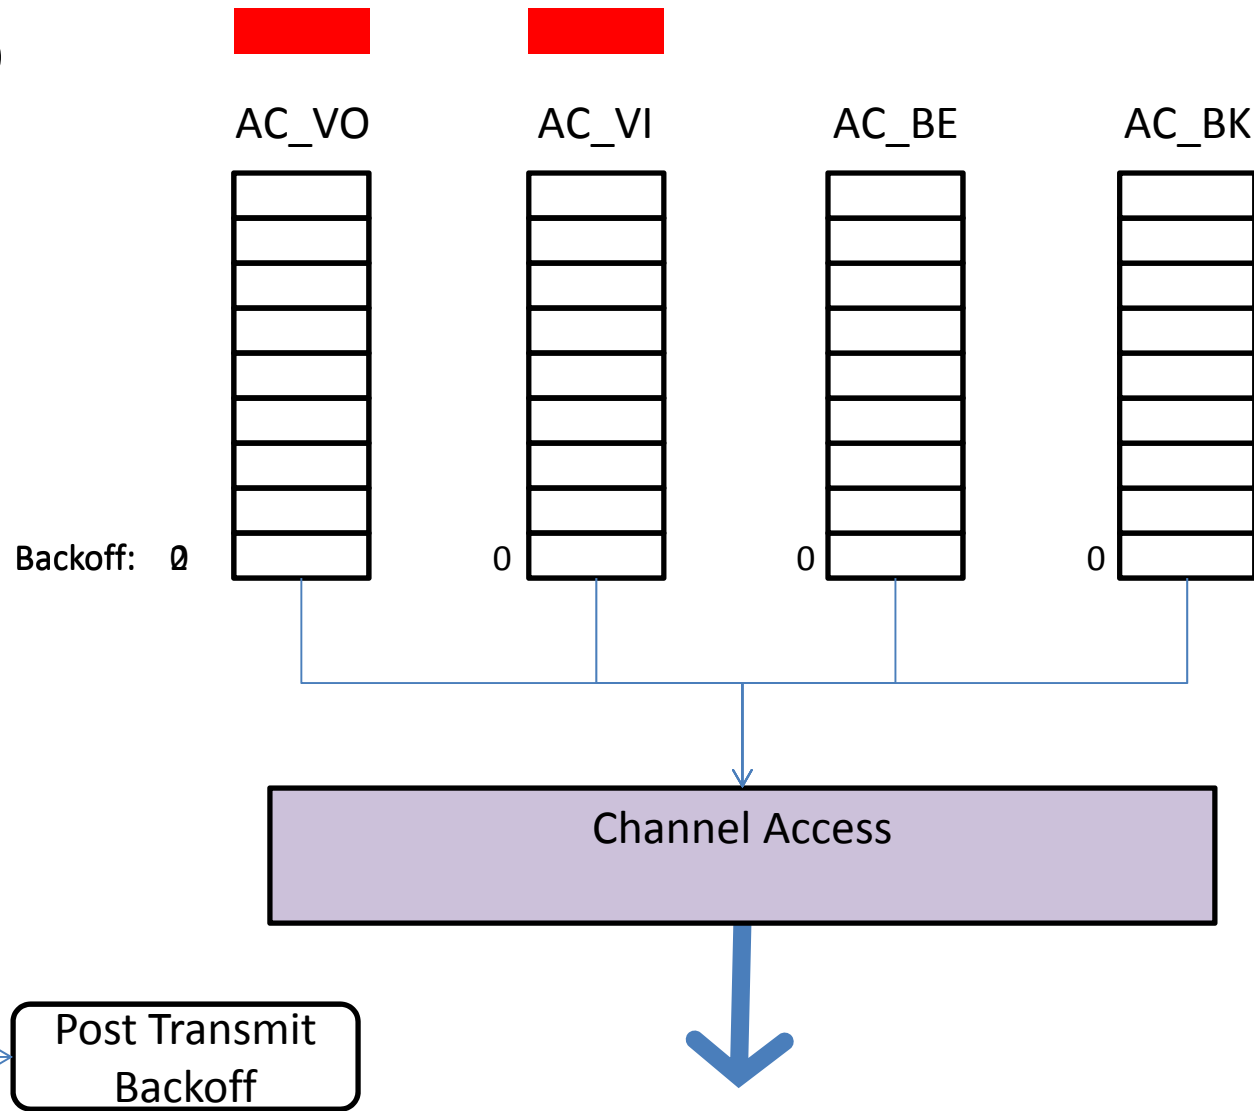 )
AC_VO AC_VI AC_BE AC_BK
Backoff: 0 0 0
Channel Access
Post Transmit
Backoff